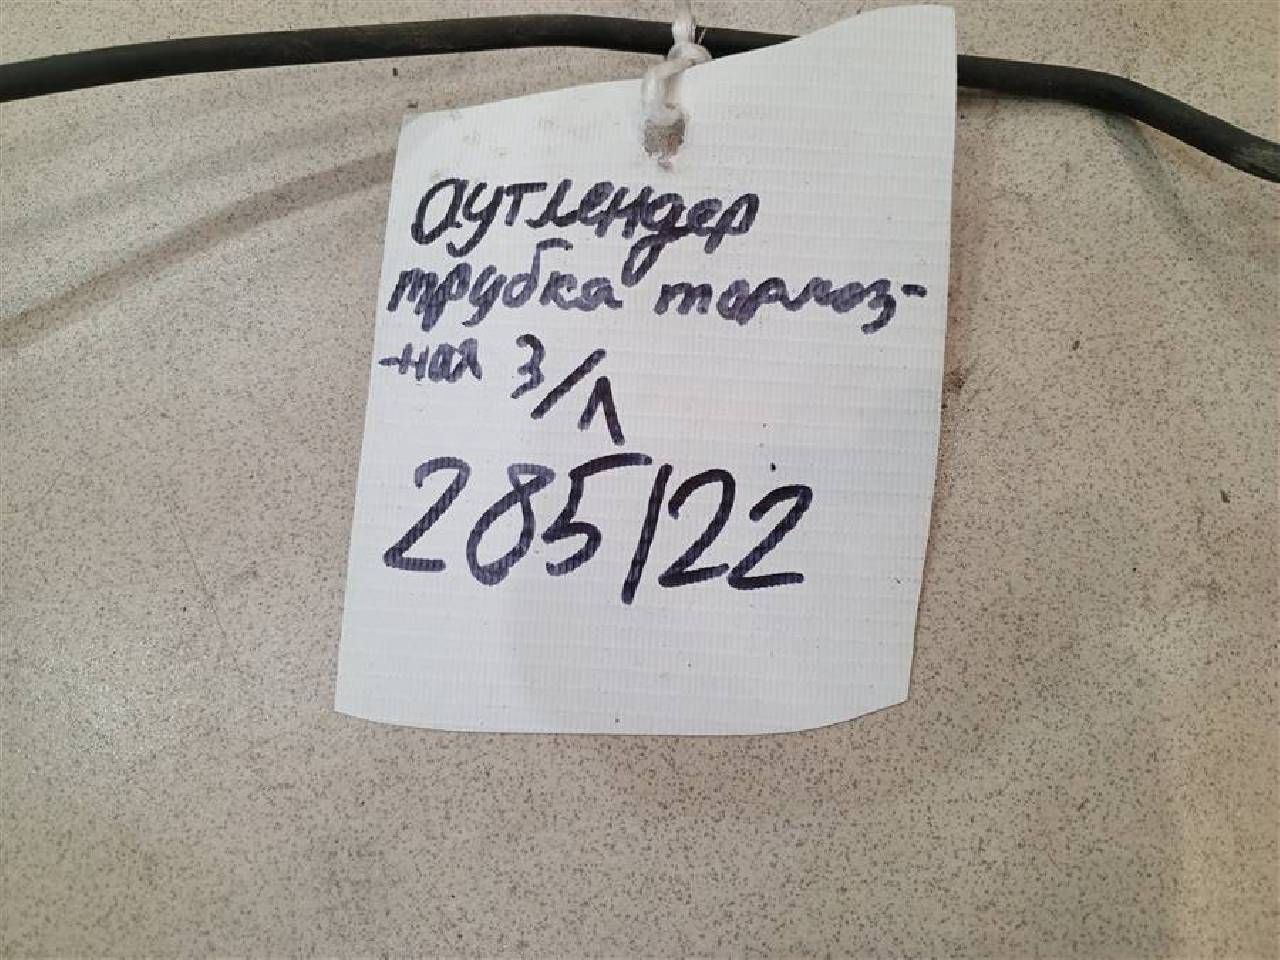 Аутлендер
трубка тормоз-
-ная З/Л
285/22